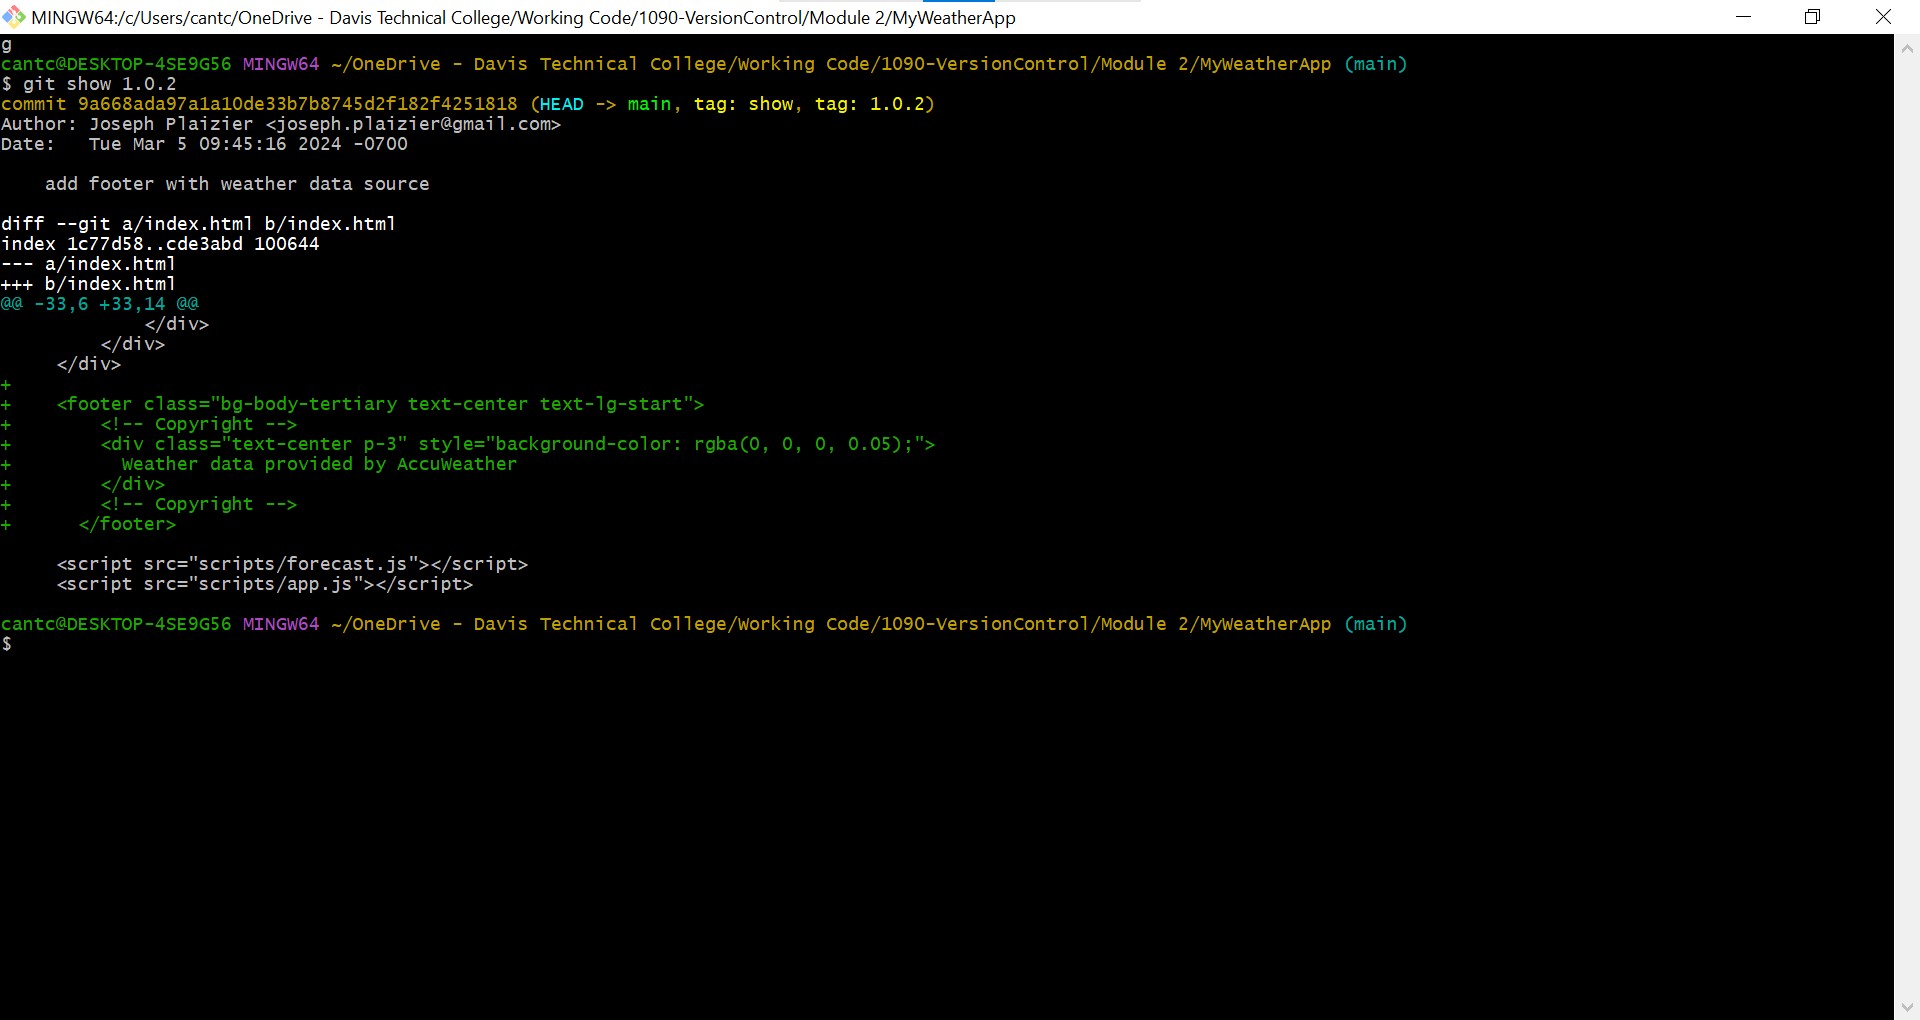 MINGW64:/c/Users/cantc/OneDrive - Davis Technical College/Working Code/1090-VersionControl/Module 2/MyWeatherApp
g
cantc@DESKTOP-4SE9G56 MINGW64 ~/OneDrive - Davis Technical College/Working Code/1090-VersionControl/Module 2/MyWeatherApp (main)
$ git show 1.0.2
commit 9a668ada97a1a10de33b7b8745d2f182f4251818 (HEAD -> main, tag: show, tag: 1.0.2)
Author: Joseph Plaizier <joseph.plaizier@gmail.com>
Date:   Tue Mar 5 09:45:16 2024 -0700

    add footer with weather data source

diff --git a/index.html b/index.html
index 1c77d58..cde3abd 100644
--- a/index.html
+++ b/index.html
@@ -33,6 +33,14 @@
             </div>
         </div>
     </div>
+
+    <footer class="bg-body-tertiary text-center text-lg-start">
+        <!-- Copyright -->
+        <div class="text-center p-3" style="background-color: rgba(0, 0, 0, 0.05);">
+          Weather data provided by AccuWeather
+        </div>
+        <!-- Copyright -->
+      </footer>

     <script src="scripts/forecast.js"></script>
     <script src="scripts/app.js"></script>

cantc@DESKTOP-4SE9G56 MINGW64 ~/OneDrive - Davis Technical College/Working Code/1090-VersionControl/Module 2/MyWeatherApp (main)
$